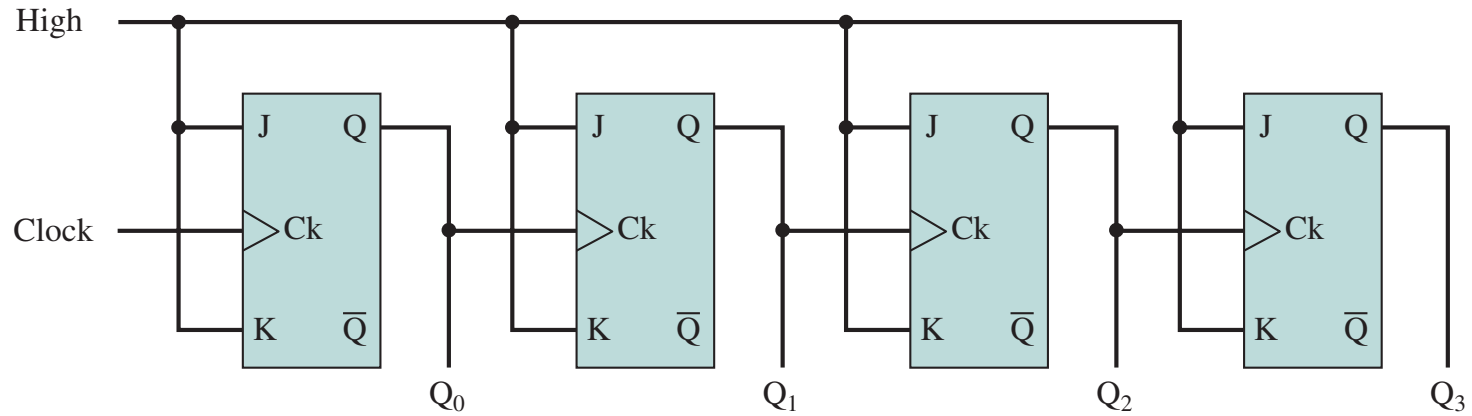 High
J Q J Q J Q J Q
Clock Ck Ck Ck Ck
K Q̅ K Q̅ K Q̅ K Q̅
Q₀ Q₁ Q₂ Q₃